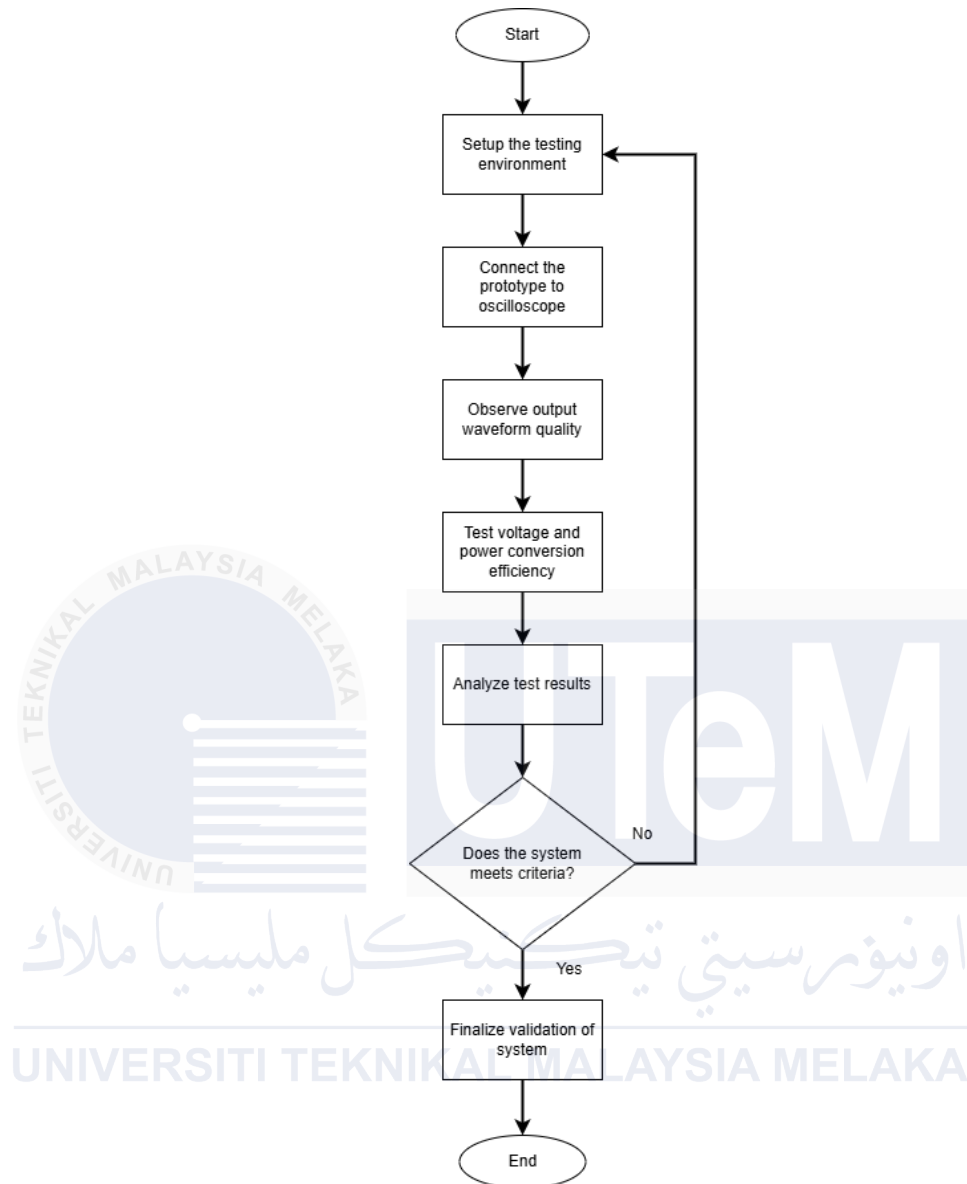 Start
Setup the testing
environment
Connect the
prototype to
oscilloscope
Observe output
waveform quality
Test voltage and
power conversion
efficiency
Analyze test results
Does the system
meets criteria?
No
Yes
Finalize validation of
system
End
UNIVERSITI TEKNIKAL MALAYSIA MELAKA
UTeM
اونيۏرسيتي تيكنيكل مليسيا ملاك
UNIVERSITI TEKNIKAL MALAYSIA MELAKA